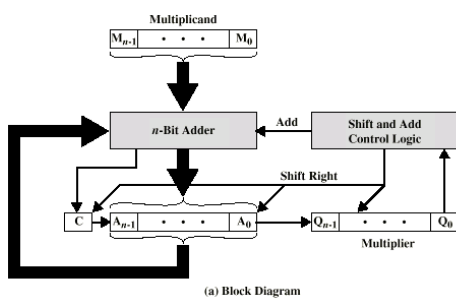 Multiplicand
Mn-1 · · · M0
n-Bit Adder
Add
Shift and Add
Control Logic
Shift Right
C
An-1 · · · A0
Qn-1 · · · Q0
Multiplier
(a) Block Diagram